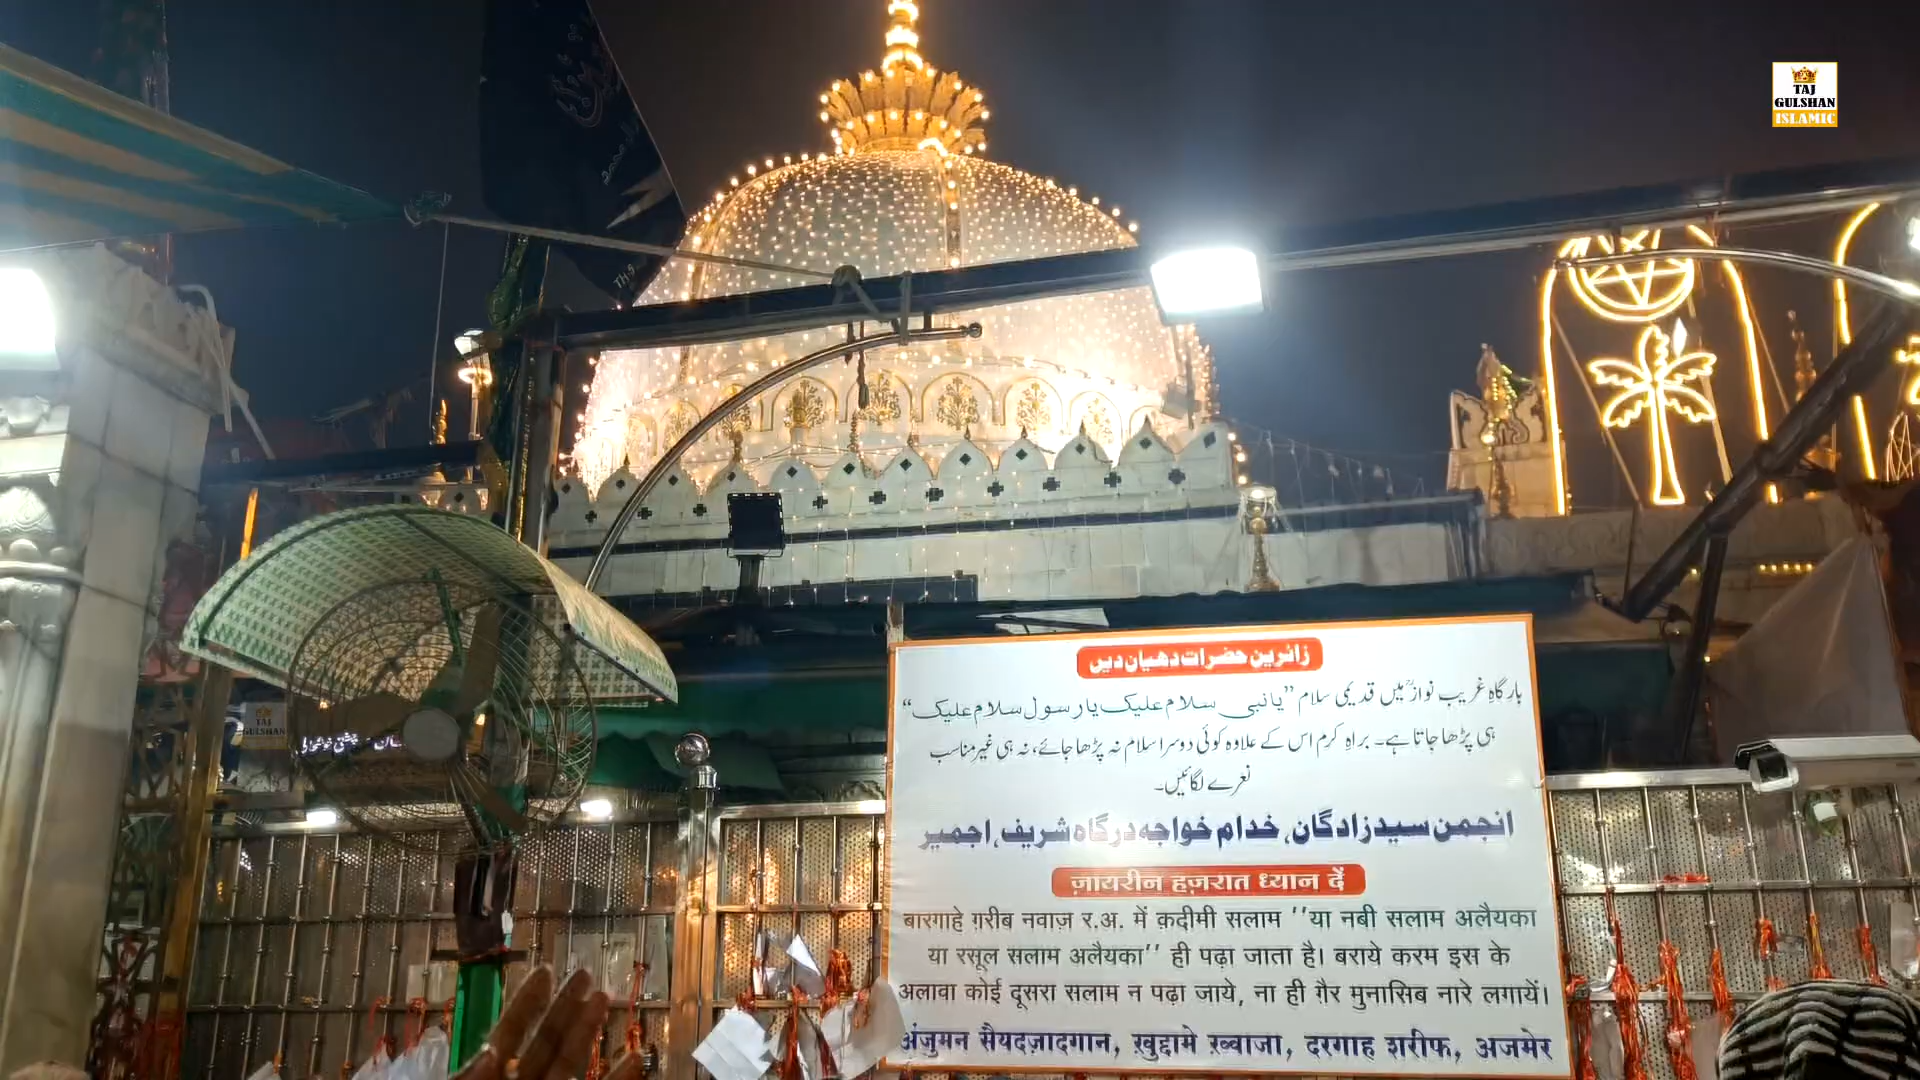 TAJ
GULSHAN
ISLAMIC
زائرین حضرات دھیان دیں
بارگاہِ غریب نوازؒ میں قدیمی سلام ”یا نبی سلام علیک یا رسول سلام علیک“
ہی پڑھا جاتا ہے۔ براہِ کرم اس کے علاوہ کوئی دوسرا سلام نہ پڑھا جائے، نہ ہی غیر مناسب
نعرے لگائیں۔
انجمن سید زادگان، خدام خواجہ درگاہ شریف، اجمیر
ज़ायरीन हज़रात ध्यान दें
बारगाहे ग़रीब नवाज़ र.अ. में क़दीमी सलाम ''या नबी सलाम अलैयका
या रसूल सलाम अलैयका'' ही पढ़ा जाता है। बराये करम इस के
अलावा कोई दूसरा सलाम न पढ़ा जाये, ना ही ग़ैर मुनासिब नारे लगायें।
अंजुमन सैयदज़ादगान, ख़ुद्दामे ख़्वाजा, दरगाह शरीफ, अजमेर
TAJ
GULSHAN